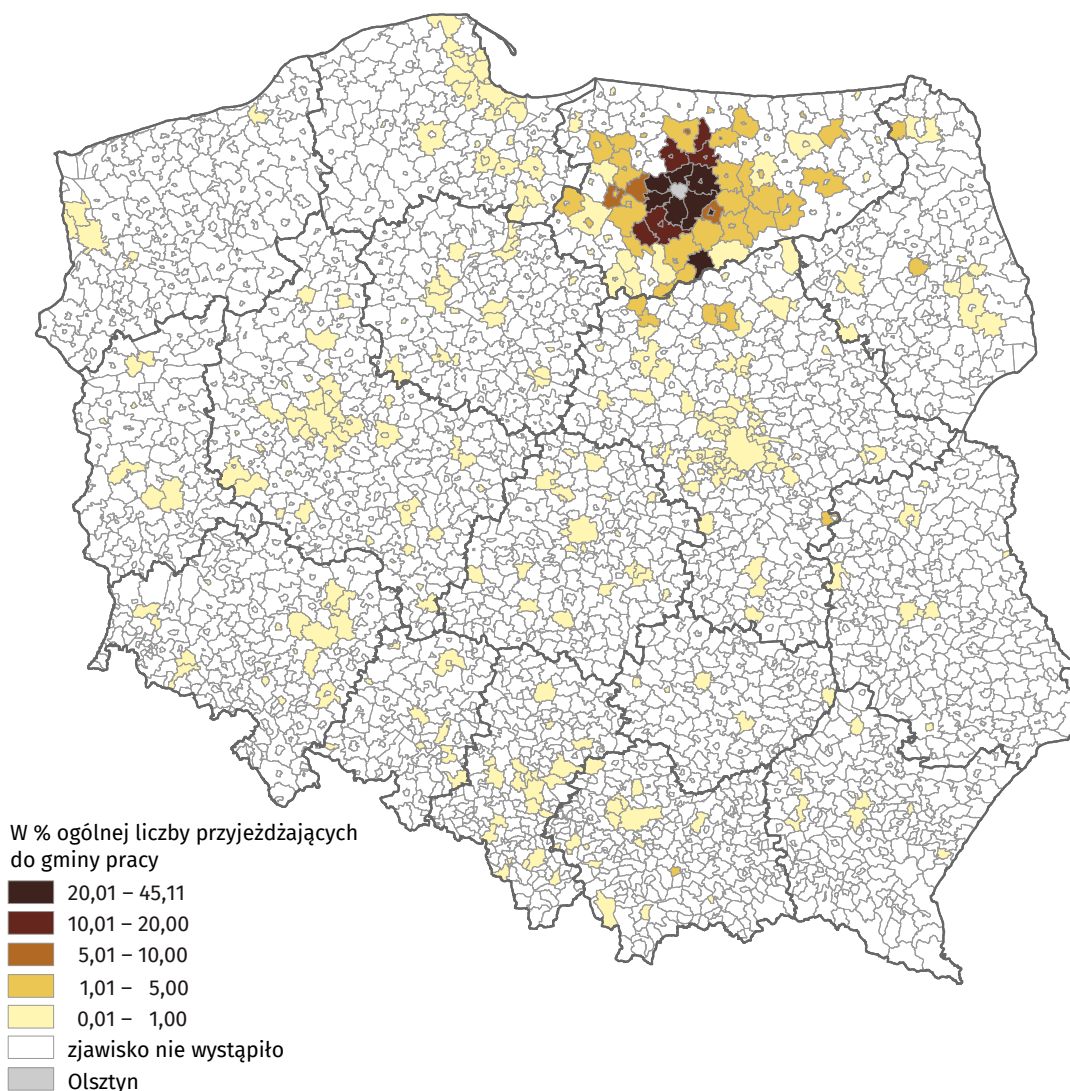 W % ogólnej liczby przyjeżdżających
do gminy pracy
20,01 – 45,11
10,01 – 20,00
5,01 – 10,00
1,01 – 5,00
0,01 – 1,00
zjawisko nie wystąpiło
Olsztyn